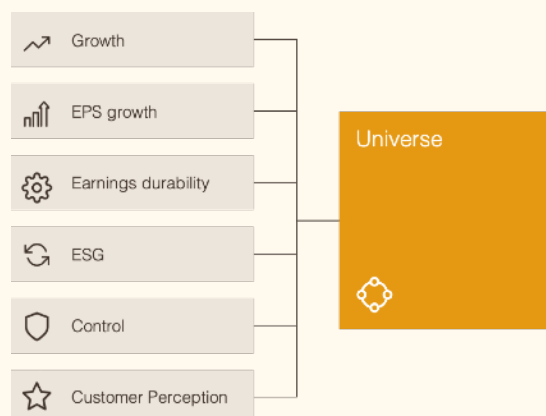 Growth
EPS growth
Earnings durability
ESG
Control
Customer Perception
Universe